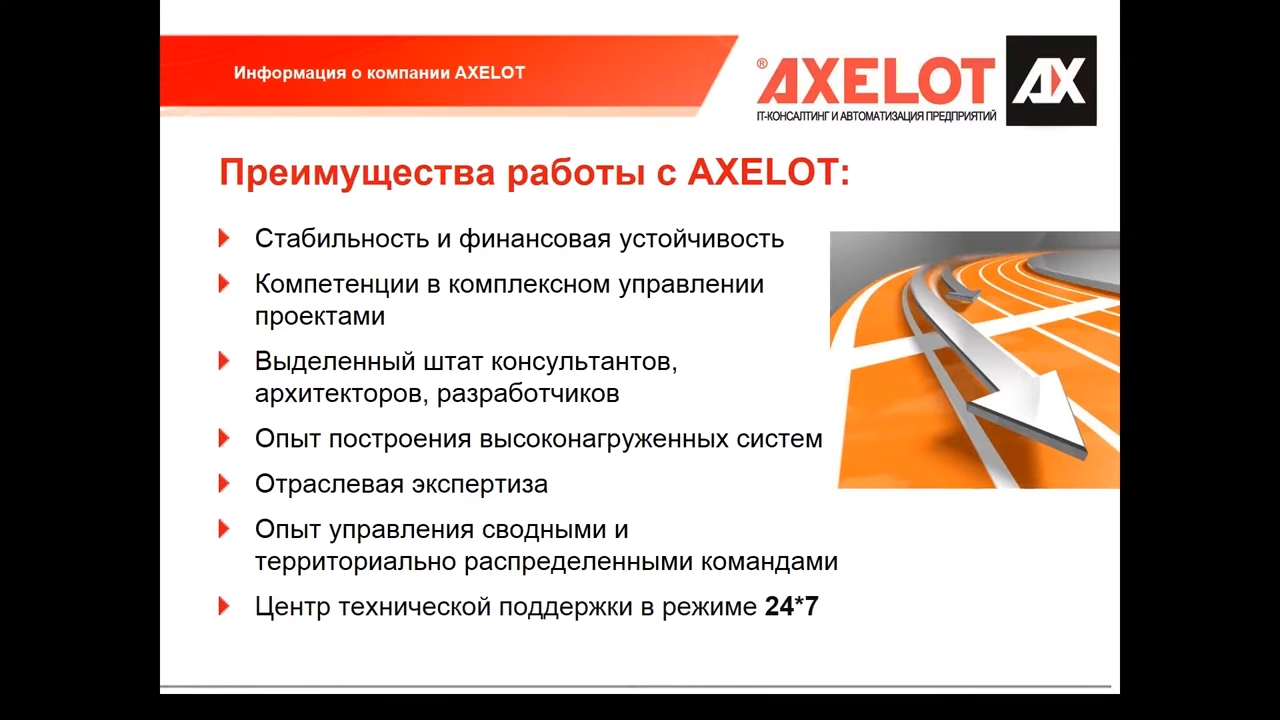 Информация о компании AXELOT
® AXELOT AX
IT-КОНСАЛТИНГ И АВТОМАТИЗАЦИЯ ПРЕДПРИЯТИЙ
Преимущества работы с AXELOT:
Стабильность и финансовая устойчивость
Компетенции в комплексном управлении
проектами
Выделенный штат консультантов,
архитекторов, разработчиков
Опыт построения высоконагруженных систем
Отраслевая экспертиза
Опыт управления сводными и
территориально распределенными командами
Центр технической поддержки в режиме 24*7